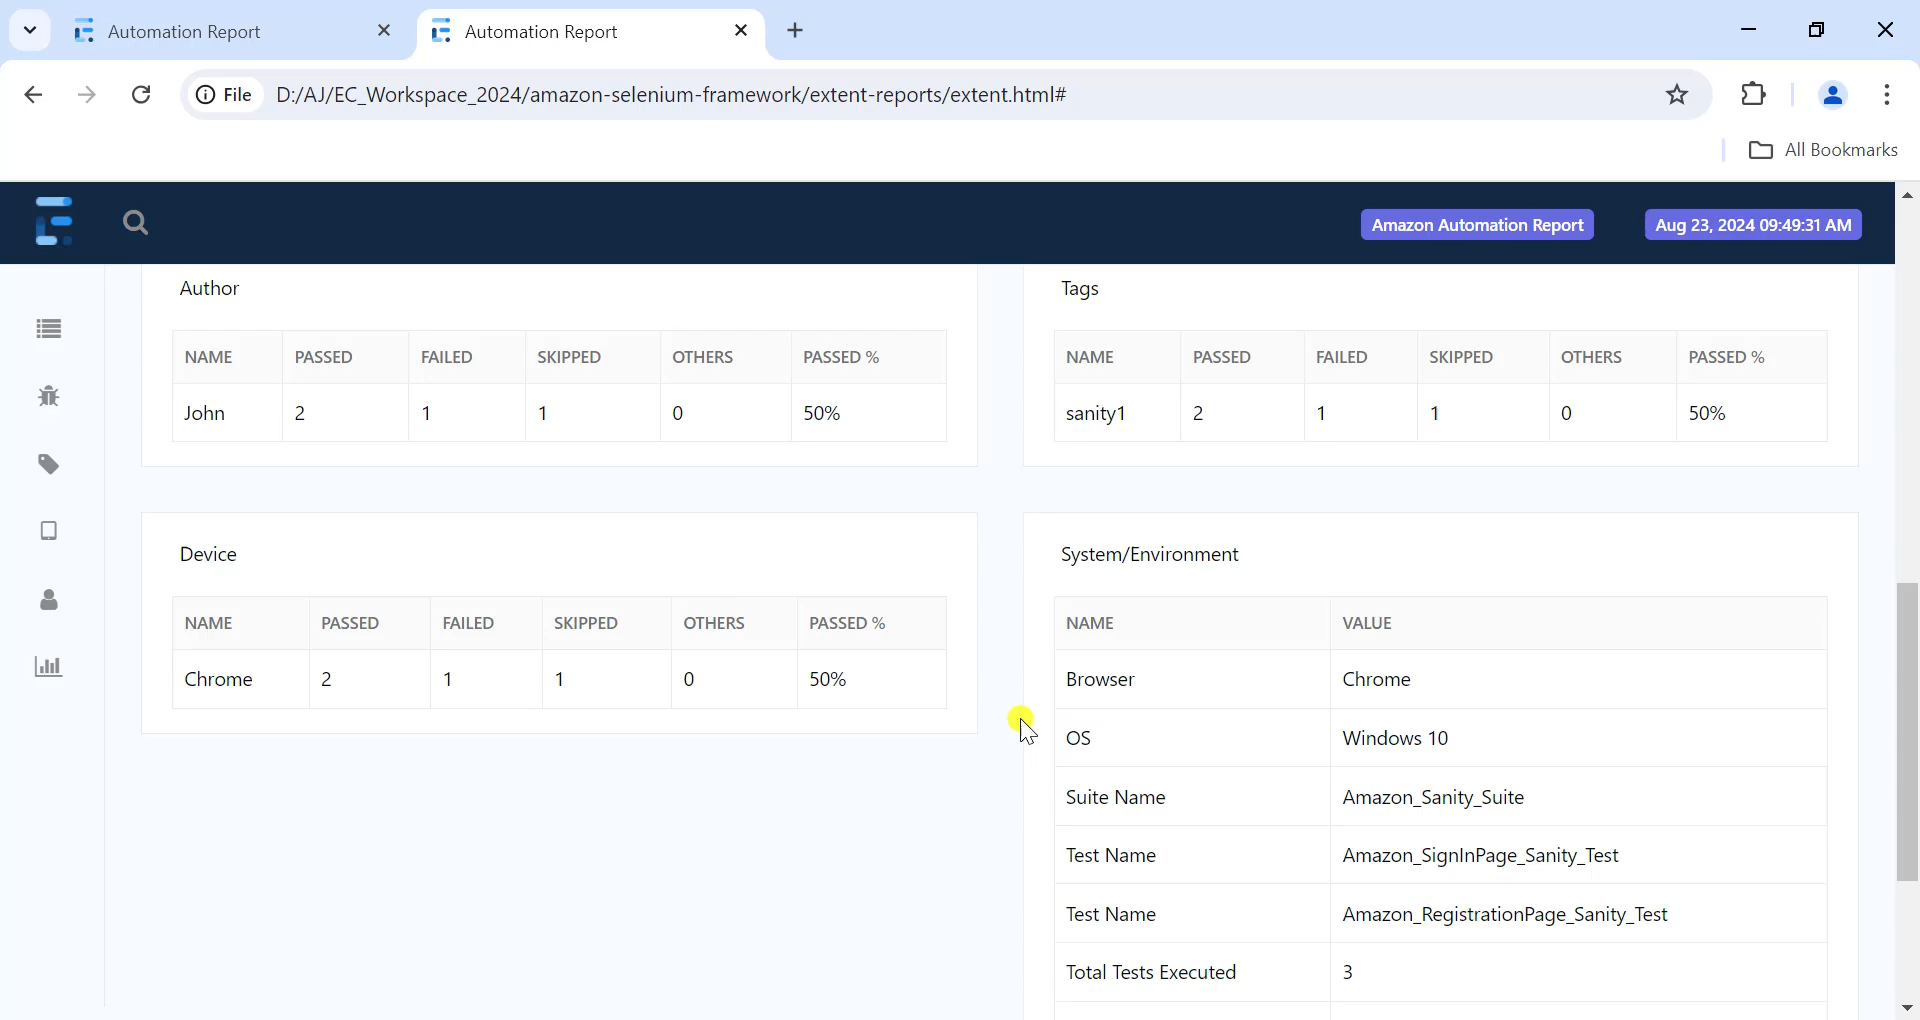 Automation Report
Automation Report
File D:/AJ/EC_Workspace_2024/amazon-selenium-framework/extent-reports/extent.html#
All Bookmarks
Amazon Automation Report
Aug 23, 2024 09:49:31 AM
Author
NAME PASSED FAILED SKIPPED OTHERS PASSED %
John 2 1 1 0 50%
Tags
NAME PASSED FAILED SKIPPED OTHERS PASSED %
sanity1 2 1 1 0 50%
Device
NAME PASSED FAILED SKIPPED OTHERS PASSED %
Chrome 2 1 1 0 50%
System/Environment
NAME VALUE
Browser Chrome
OS Windows 10
Suite Name Amazon_Sanity_Suite
Test Name Amazon_SignInPage_Sanity_Test
Test Name Amazon_RegistrationPage_Sanity_Test
Total Tests Executed 3